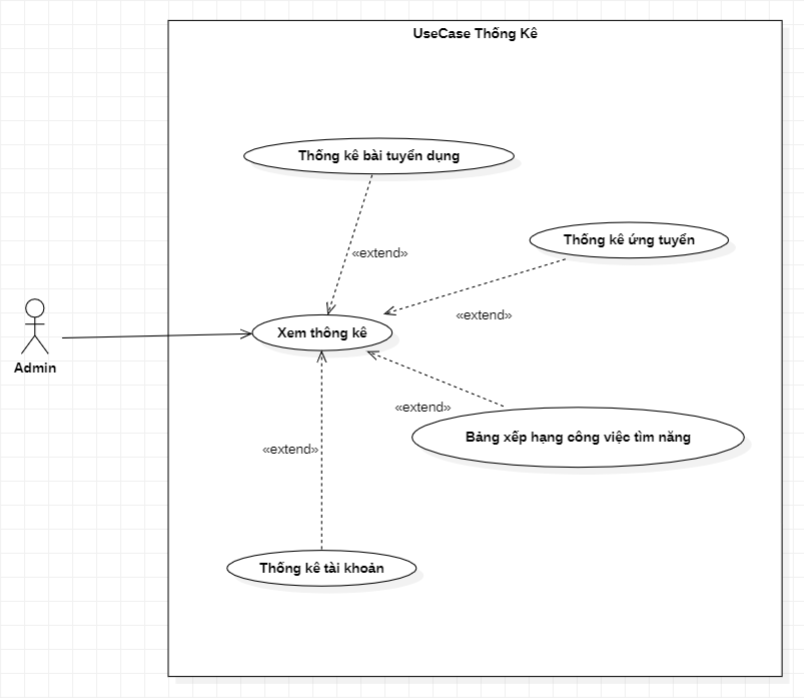 UseCase Thống Kê
Thống kê bài tuyển dụng
Thống kê ứng tuyển
«extend»
«extend»
Xem thông kê
Admin
«extend»
Bảng xếp hạng công việc tìm năng
«extend»
Thống kê tài khoản